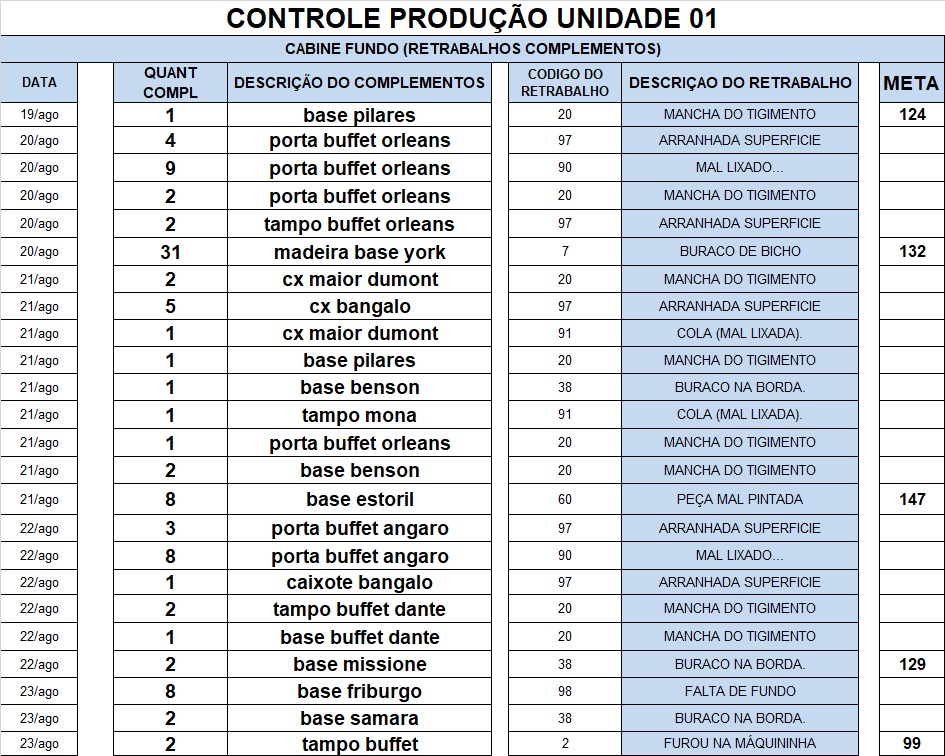 CONTROLE PRODUÇÃO UNIDADE 01
CABINE FUNDO (RETRABALHOS COMPLEMENTOS)
DATA QUANT COMPL DESCRIÇÃO DO COMPLEMENTOS CODIGO DO RETRABALHO DESCRIÇAO DO RETRABALHO META
19/ago 1 base pilares 20 MANCHA DO TIGIMENTO 124
20/ago 4 porta buffet orleans 97 ARRANHADA SUPERFICIE
20/ago 9 porta buffet orleans 90 MAL LIXADO...
20/ago 2 porta buffet orleans 20 MANCHA DO TIGIMENTO
20/ago 2 tampo buffet orleans 97 ARRANHADA SUPERFICIE
20/ago 31 madeira base york 7 BURACO DE BICHO 132
21/ago 2 cx maior dumont 20 MANCHA DO TIGIMENTO
21/ago 5 cx bangalo 97 ARRANHADA SUPERFICIE
21/ago 1 cx maior dumont 91 COLA (MAL LIXADA).
21/ago 1 base pilares 20 MANCHA DO TIGIMENTO
21/ago 1 base benson 38 BURACO NA BORDA.
21/ago 1 tampo mona 91 COLA (MAL LIXADA).
21/ago 1 porta buffet orleans 20 MANCHA DO TIGIMENTO
21/ago 2 base benson 20 MANCHA DO TIGIMENTO
21/ago 8 base estoril 60 PEÇA MAL PINTADA 147
22/ago 3 porta buffet angaro 97 ARRANHADA SUPERFICIE
22/ago 8 porta buffet angaro 90 MAL LIXADO...
22/ago 1 caixote bangalo 97 ARRANHADA SUPERFICIE
22/ago 2 tampo buffet dante 20 MANCHA DO TIGIMENTO
22/ago 1 base buffet dante 20 MANCHA DO TIGIMENTO
22/ago 2 base missione 38 BURACO NA BORDA. 129
23/ago 8 base friburgo 98 FALTA DE FUNDO
23/ago 2 base samara 38 BURACO NA BORDA.
23/ago 2 tampo buffet 2 FUROU NA MÁQUININHA 99